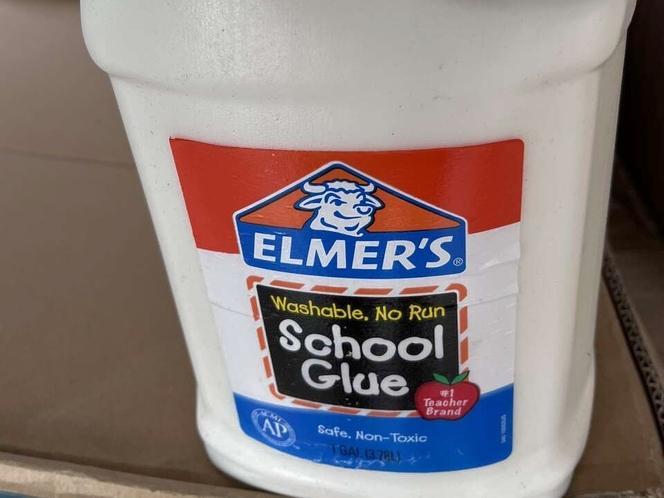 ELMER'S®
Washable, No Run
School
Glue
#1
Teacher
Brand
AP
Safe, Non-Toxic
1 GAL (3.78L)